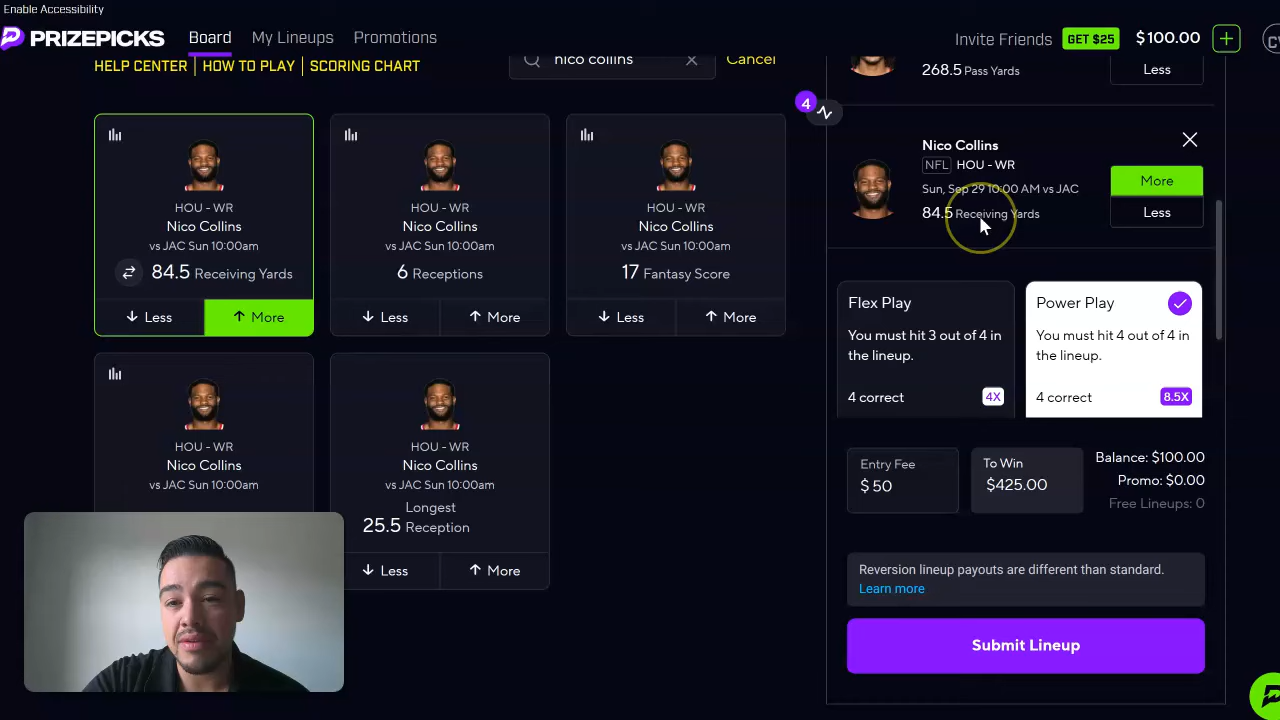 Enable Accessibility
PRIZEPICKS
Board
My Lineups
Promotions
Invite Friends
GET $25
$100.00
+
HELP CENTER | HOW TO PLAY | SCORING CHART
nico collins
Cancel
HOU - WR
Nico Collins
vs JAC Sun 10:00am
84.5 Receiving Yards
Less
More
HOU - WR
Nico Collins
vs JAC Sun 10:00am
6 Receptions
Less
More
HOU - WR
Nico Collins
vs JAC Sun 10:00am
17 Fantasy Score
Less
More
HOU - WR
Nico Collins
vs JAC Sun 10:00am
HOU - WR
Nico Collins
vs JAC Sun 10:00am
Longest
25.5 Reception
Less
More
268.5 Pass Yards
Less
4
Nico Collins
NFL HOU - WR
Sun, Sep 29 10:00 AM vs JAC
84.5 Receiving Yards
More
Less
Flex Play
You must hit 3 out of 4 in
the lineup.
4 correct
4X
Power Play
You must hit 4 out of 4 in
the lineup.
4 correct
8.5X
Entry Fee
$ 50
To Win
$425.00
Balance: $100.00
Promo: $0.00
Free Lineups: 0
Reversion lineup payouts are different than standard.
Learn more
Submit Lineup